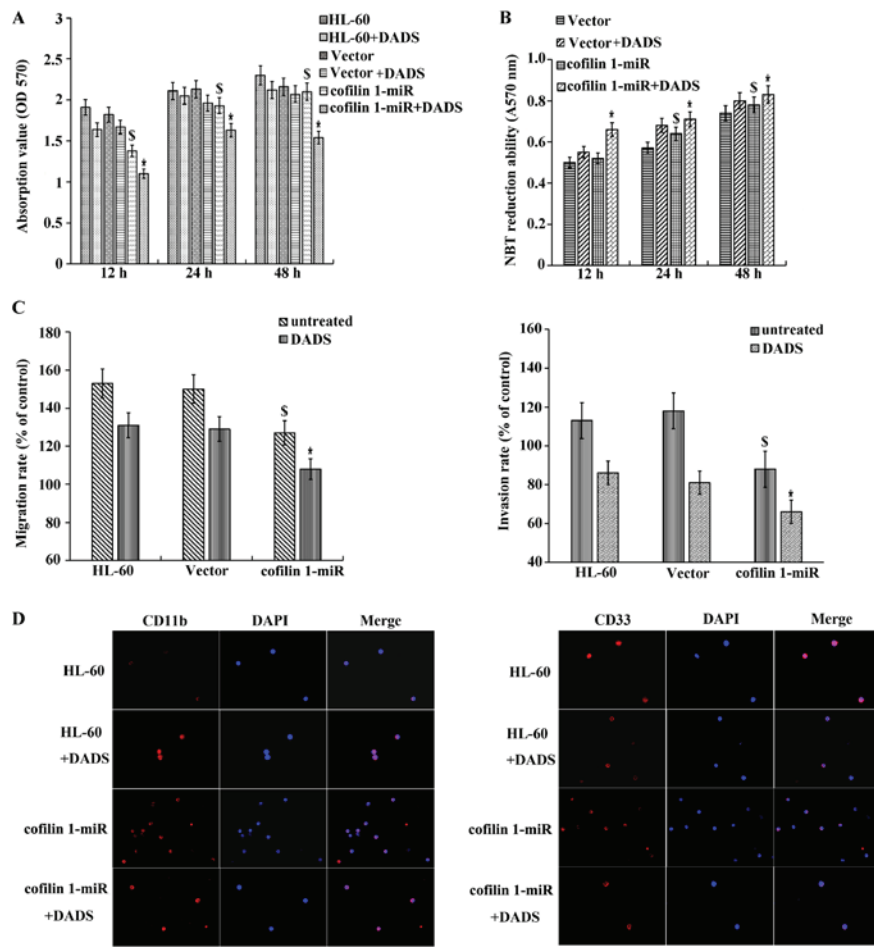 A
Absorption value (OD 570)
3
2.5
2
1.5
1
0.5
0
HL-60
HL-60+DADS
Vector
Vector +DADS
cofilin 1-miR
cofilin 1-miR+DADS
$
*
$
*
$
*
12 h
24 h
48 h
B
NBT reduction ability (A570 nm)
1.0
0.8
0.6
0.4
0.2
0
Vector
Vector+DADS
cofilin 1-miR
cofilin 1-miR+DADS
*
$
*
$
*
12 h
24 h
48 h
C
Migration rate (% of control)
180
160
140
120
100
80
60
untreated
DADS
$
*
HL-60
Vector
cofilin 1-miR
Invasion rate (% of control)
160
140
120
100
80
60
40
untreated
DADS
$
*
HL-60
Vector
cofilin 1-miR
D
CD11b
DAPI
Merge
HL-60
HL-60
+DADS
cofilin 1-miR
cofilin 1-miR
+DADS
CD33
DAPI
Merge
HL-60
HL-60
+DADS
cofilin 1-miR
cofilin 1-miR
+DADS